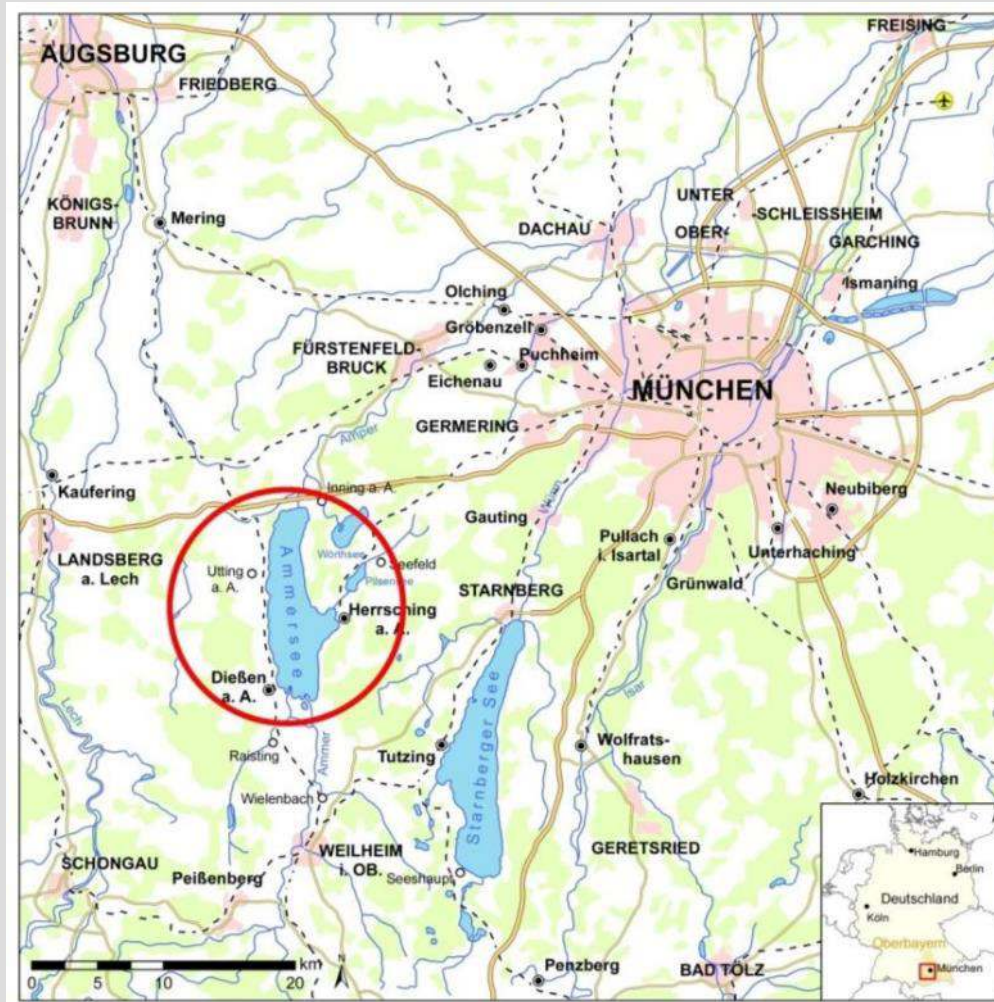 FREISING
AUGSBURG
FRIEDBERG
KÖNIGS-
BRUNN
Mering
UNTER
SCHLEISSHEIM
DACHAU
OBER-
GARCHING
Ismaning
Olching
Gröbenzell
FÜRSTENFELD-
BRUCK
Puchheim
Eichenau
MÜNCHEN
GERMERING
Amper
Kaufering
Inning a. A.
Neubiberg
Gauting
Würm
Pullach
i. Isartal
Unterhaching
LANDSBERG
a. Lech
Wörthsee
Seefeld
Utting
a. A.
Pilsensee
Ammersee
Grünwald
STARNBERG
Herrsching
a. A.
Dießen
a. A.
Isar
Lech
Raisting
Ammer
Tutzing
Starnberger See
Wolfrats-
hausen
Wielenbach
Holzkirchen
SCHONGAU
Peißenberg
WEILHEIM
i. OB.
Seeshaupt
GERETSRIED
Hamburg
Berlin
Deutschland
Köln
Oberbayern
München
N
km
0 5 10 20
Penzberg
BAD TÖLZ